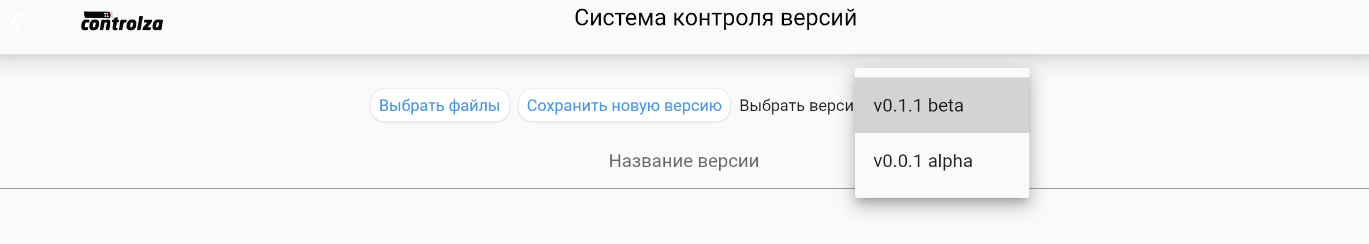 controlza
Система контроля версий
Выбрать файлы Сохранить новую версию Выбрать верси
v0.1.1 beta
v0.0.1 alpha
Название версии